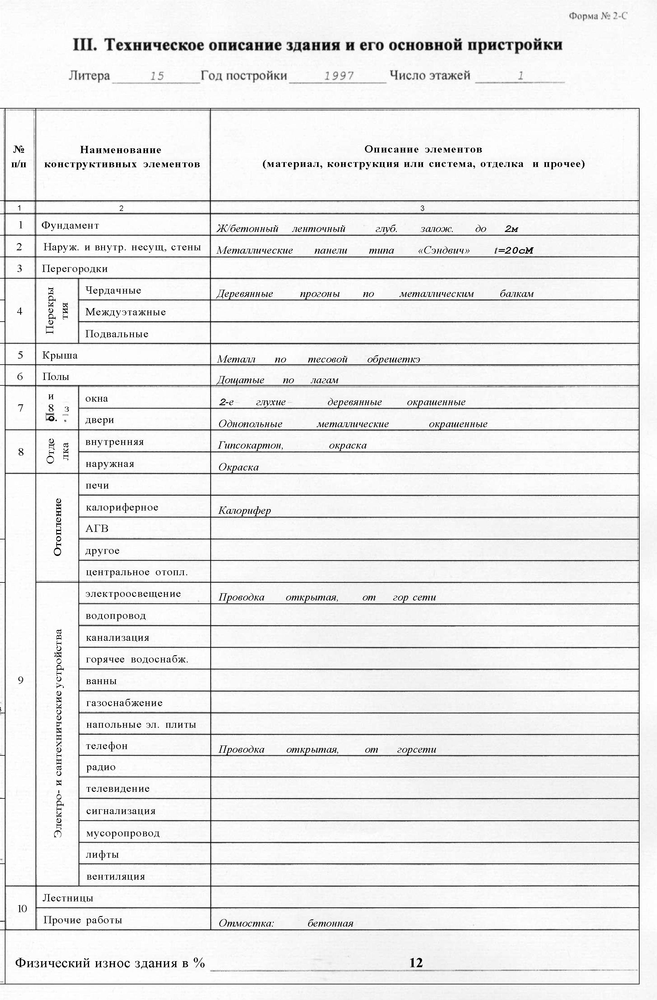 Форма № 2-С
III. Техническое описание здания и его основной пристройки
Литера 15 Год постройки 1997 Число этажей 1
№ п/п
Наименование конструктивных элементов
Описание элементов
(материал, конструкция или система, отделка и прочее)
1 2 3
1 Фундамент Ж/бетонный ленточный глуб. залож. до 2м
2 Наруж. и внутр. несущ, стены Металлические панели типа «Сэндвич» t=20сМ
3 Перегородки
4 Перекры тия Чердачные Деревянные прогоны по металлическим балкам
Междуэтажные
Подвальные
5 Крыша Металл по тесовой обрешеткэ
6 Полы Дощатые по лагам
7 и 8 з окна 2-е глухие деревянные окрашенные
двери Однопольные металлические окрашенные
8 Отде лка внутренняя Гипсокартон, окраска
наружная Окраска
9 Отопление печи
калориферное Калорифер
АГВ
другое
центральное отопл.
Электро- и сантехнические устройства электроосвещение Проводка открытая, от гор сети
водопровод
канализация
горячее водоснабж.
ванны
газоснабжение
напольные эл. плиты
телефон Проводка открытая, от горсети
радио
телевидение
сигнализация
мусоропровод
лифты
вентиляция
10 Лестницы
Прочие работы Отмостка: бетонная
Физический износ здания в % 12